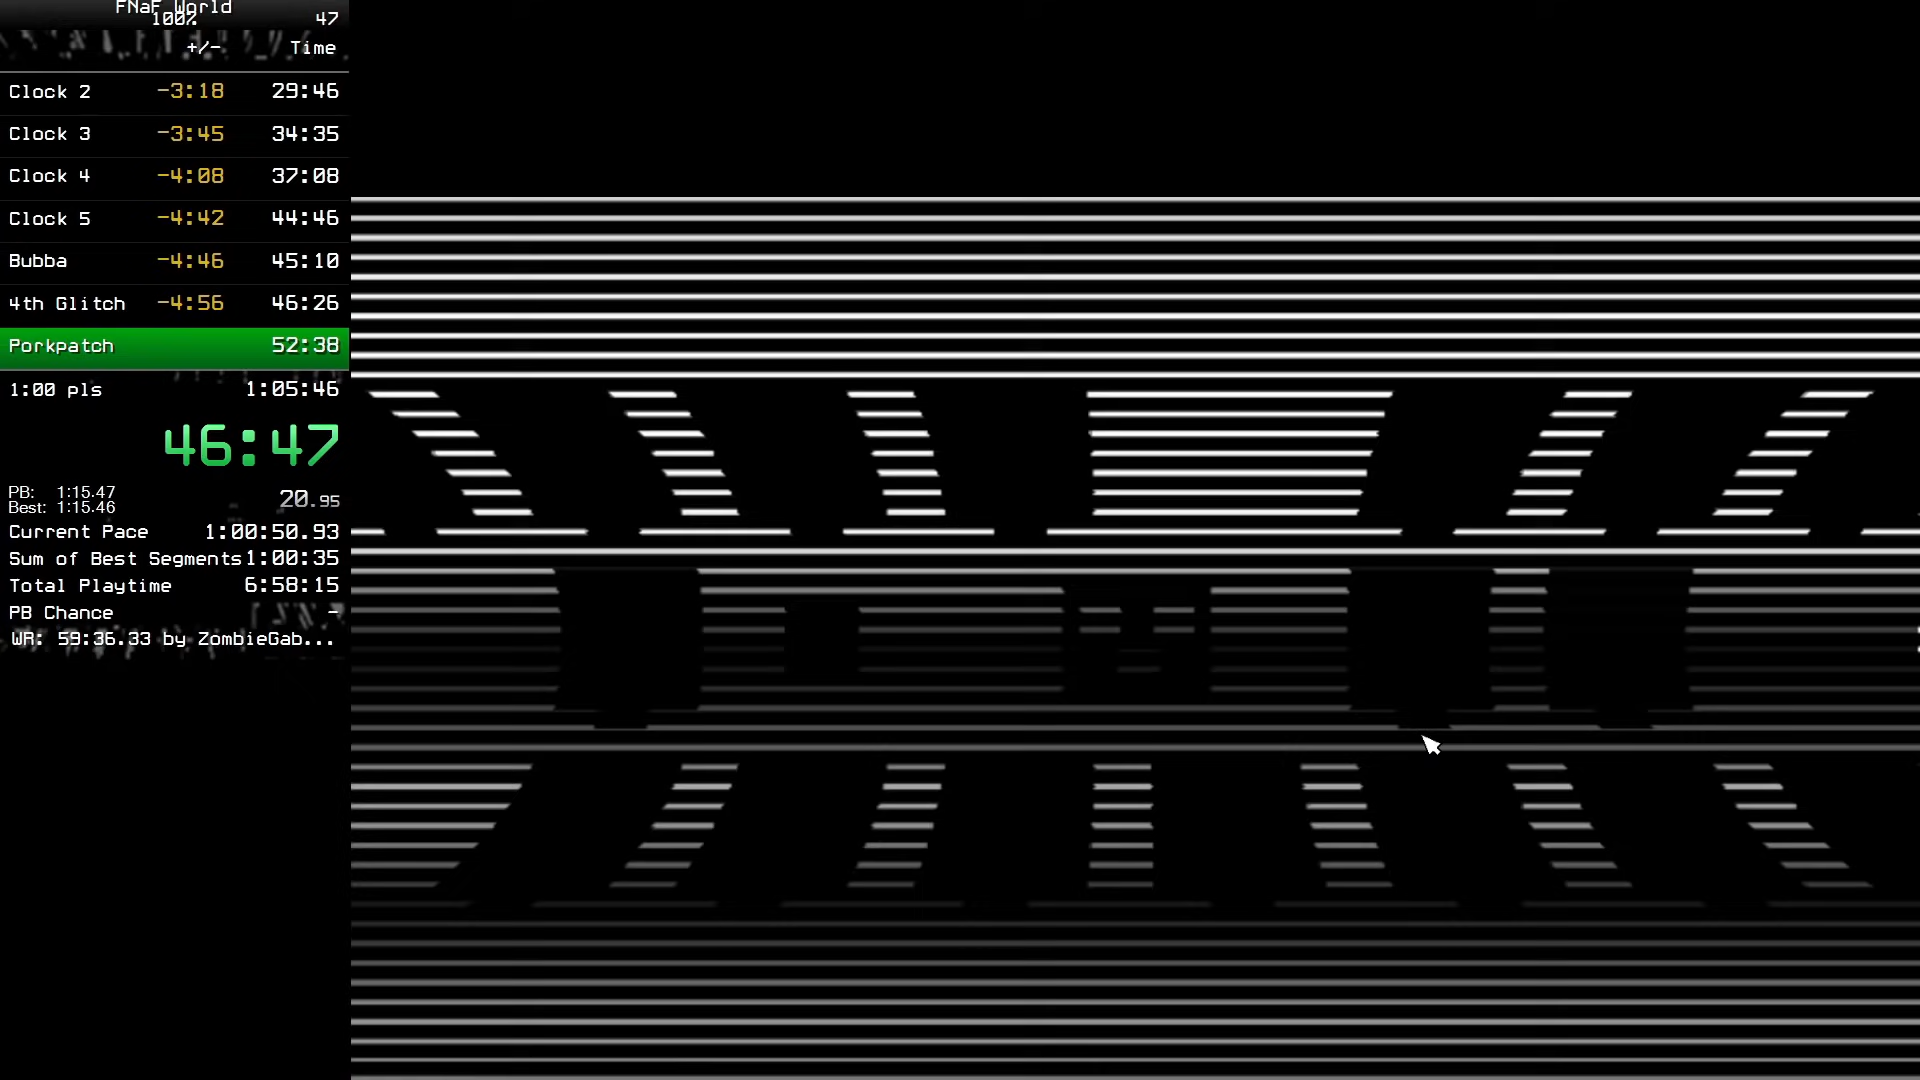 FNaF World
100% 47
+/- Time
Clock 2 -3:18 29:46
Clock 3 -3:45 34:35
Clock 4 -4:08 37:08
Clock 5 -4:42 44:46
Bubba -4:46 45:10
4th Glitch -4:56 46:26
Porkpatch 52:38
1:00 pls 1:05:46
46:47
PB: 1:15.47
Best: 1:15.46
20.95
Current Pace 1:00:50.93
Sum of Best Segments 1:00:35
Total Playtime 6:58:15
PB Chance -
WR: 59:36.33 by ZombieGab...